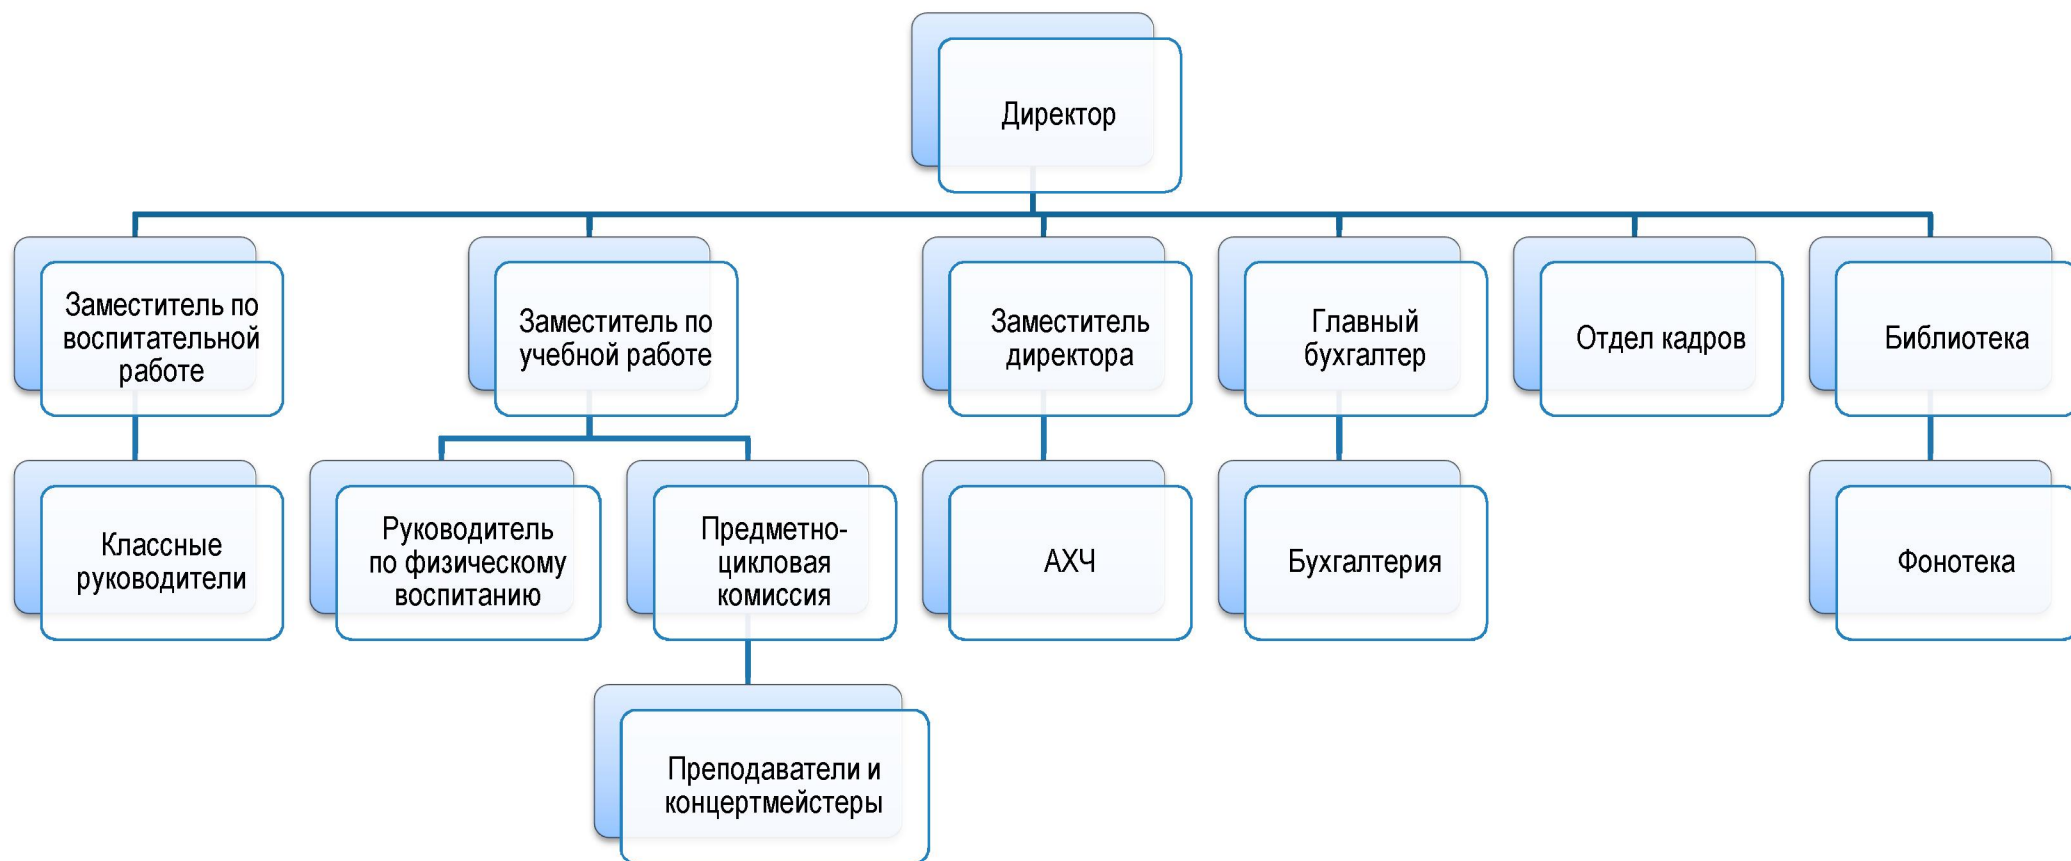 Директор
Заместитель по
воспитательной
работе
Заместитель по
учебной работе
Заместитель
директора
Главный
бухгалтер
Отдел кадров
Библиотека
Классные
руководители
Руководитель
по физическому
воспитанию
Предметно-
цикловая
комиссия
АХЧ
Бухгалтерия
Фонотека
Преподаватели и
концертмейстеры